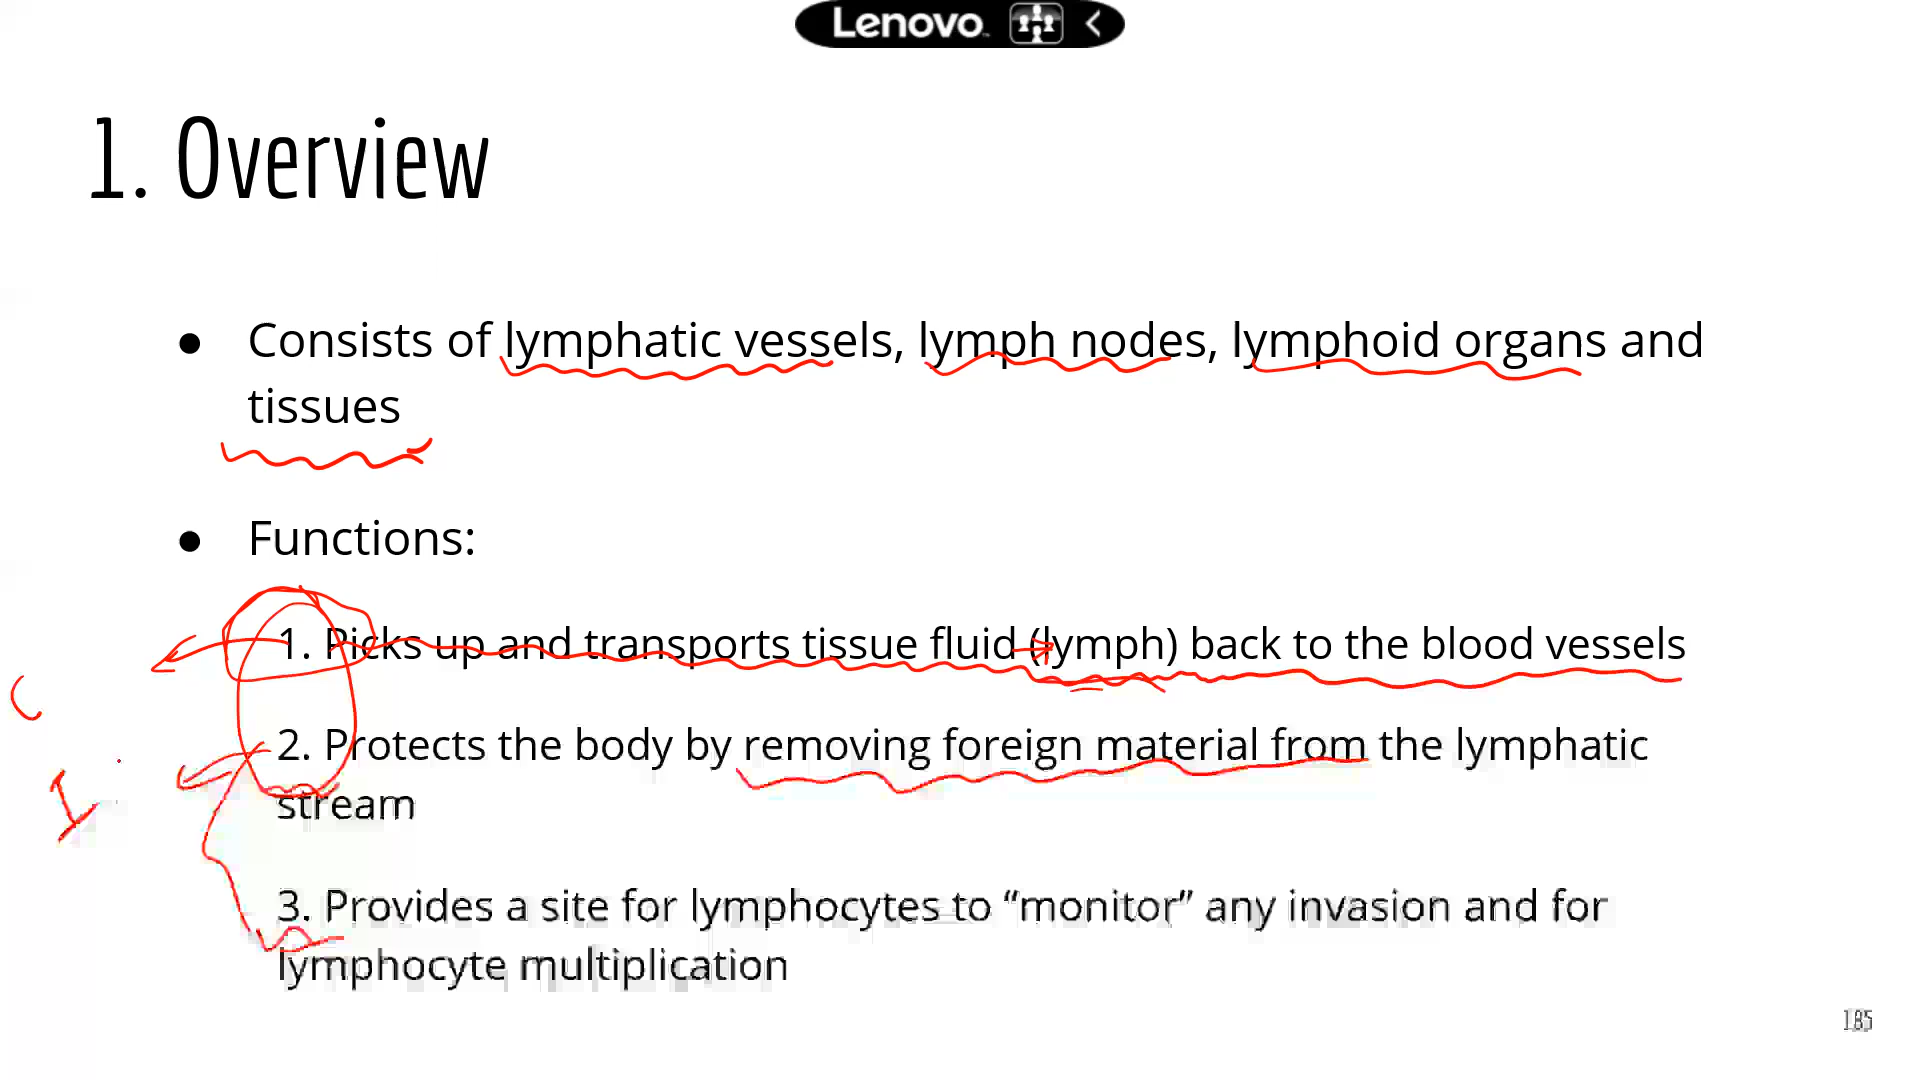 Lenovo
1. Overview
● Consists of lymphatic vessels, lymph nodes, lymphoid organs and
tissues
● Functions:
1. Picks up and transports tissue fluid (lymph) back to the blood vessels
C
2. Protects the body by removing foreign material from the lymphatic
I
stream
3. Provides a site for lymphocytes to “monitor” any invasion and for
lymphocyte multiplication
185